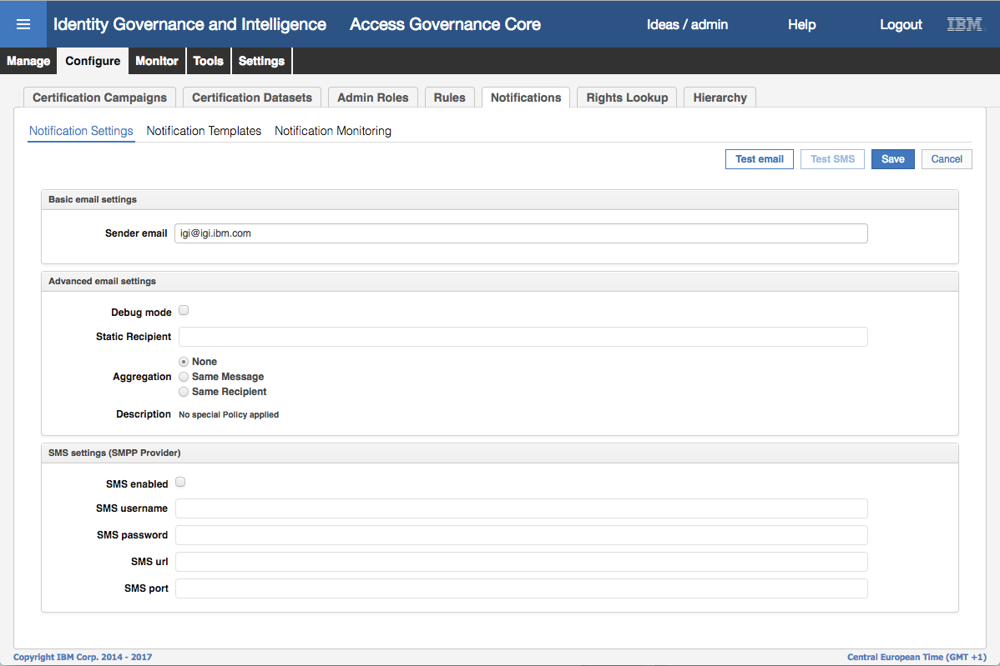 Identity Governance and Intelligence Access Governance Core Ideas / admin Help Logout IBM
Manage Configure Monitor Tools Settings
Certification Campaigns Certification Datasets Admin Roles Rules Notifications Rights Lookup Hierarchy
Notification Settings Notification Templates Notification Monitoring
Test email Test SMS Save Cancel
Basic email settings
Sender email igi@igi.ibm.com
Advanced email settings
Debug mode
Static Recipient
None
Aggregation Same Message
Same Recipient
Description No special Policy applied
SMS settings (SMPP Provider)
SMS enabled
SMS username
SMS password
SMS url
SMS port
Copyright IBM Corp. 2014 - 2017 Central European Time (GMT +1)